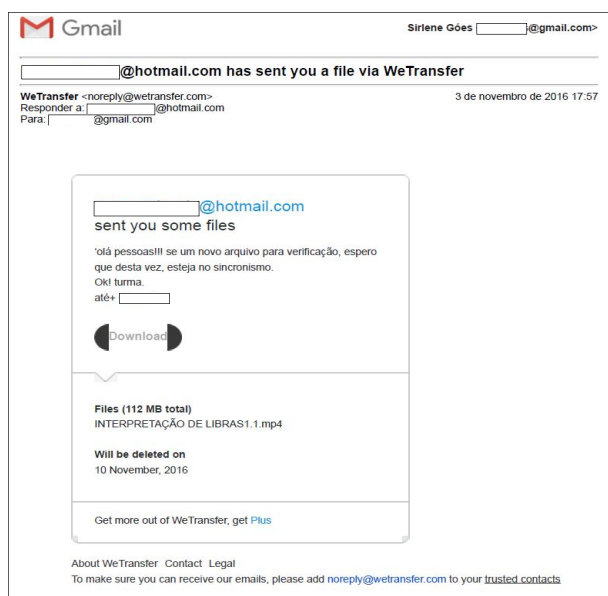 Gmail
Sirlene Góes @gmail.com>
@hotmail.com has sent you a file via WeTransfer
WeTransfer <noreply@wetransfer.com>
3 de novembro de 2016 17:57
Responder a: @hotmail.com
Para: @gmail.com
@hotmail.com
sent you some files
'olá pessoas!!! se um novo arquivo para verificação, espero
que desta vez, esteja no sincronismo.
Ok! turma.
até+
Download
Files (112 MB total)
INTERPRETAÇÃO DE LIBRAS1.1.mp4
Will be deleted on
10 November, 2016
Get more out of WeTransfer, get Plus
About WeTransfer Contact Legal
To make sure you can receive our emails, please add noreply@wetransfer.com to your trusted contacts